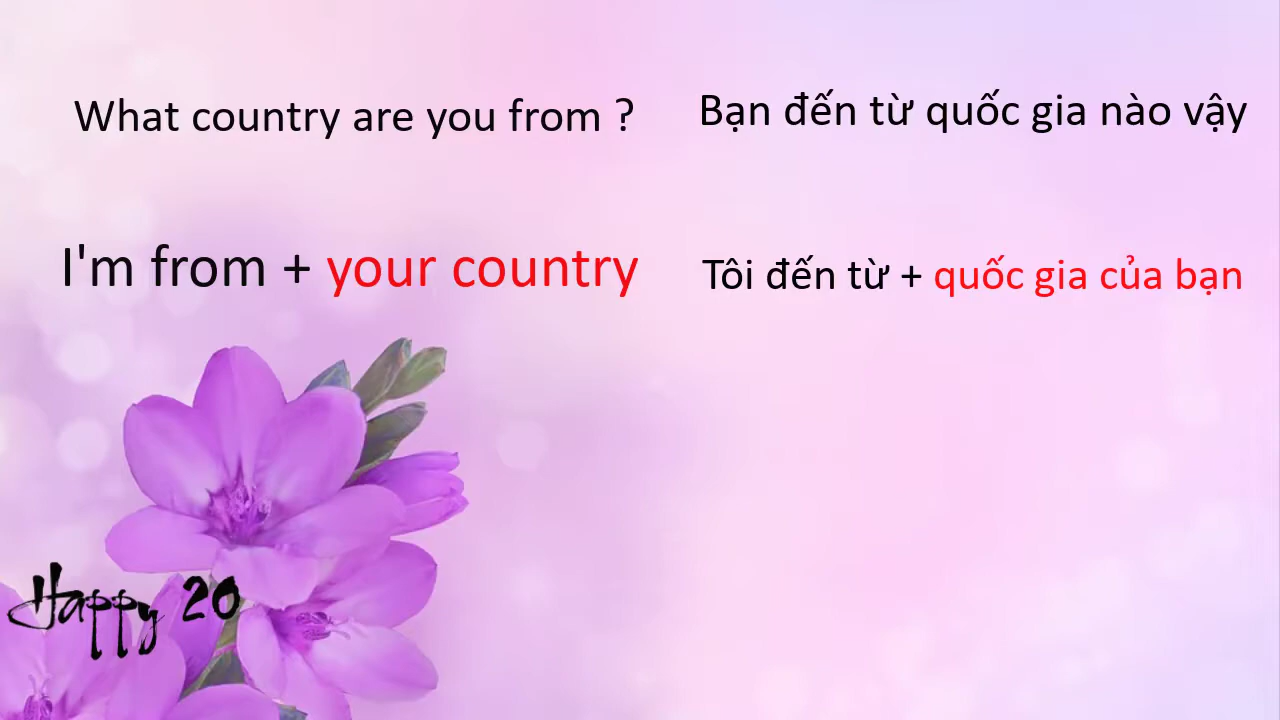 What country are you from ?
Bạn đến từ quốc gia nào vậy
I'm from + your country
Tôi đến từ + quốc gia của bạn
Happy 20